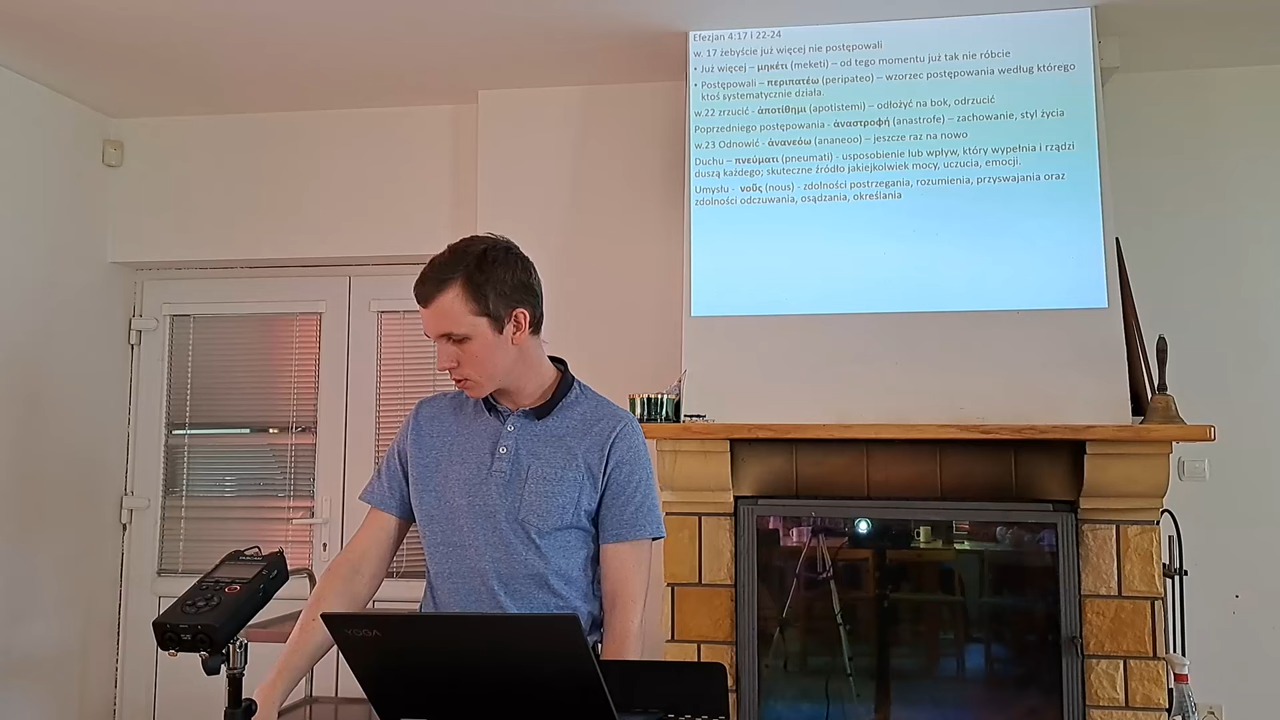 Efezjan 4:17 i 22-24
w. 17 żebyście już więcej nie postępowali
• Już więcej – μηκέτι (meketi) – od tego momentu już tak nie róbcie
• Postępowali – περιπατέω (peripateo) – wzorzec postępowania według którego
ktoś systematycznie działa.
w.22 zrzucić - ἀποτίθημι (apotistemi) – odłożyć na bok, odrzucić
Poprzedniego postępowania - ἀναστροφή (anastrofe) – zachowanie, styl życia
w.23 Odnowić - ἀνανεόω (ananeoo) – jeszcze raz na nowo
Duchu – πνεύματι (pneumati) - usposobienie lub wpływ, który wypełnia i rządzi
duszą każdego; skuteczne źródło jakiejkolwiek mocy, uczucia, emocji.
Umysłu - νοῦς (nous) - zdolności postrzegania, rozumienia, przyswajania oraz
zdolności odczuwania, osądzania, określania
TASCAM
YOGA